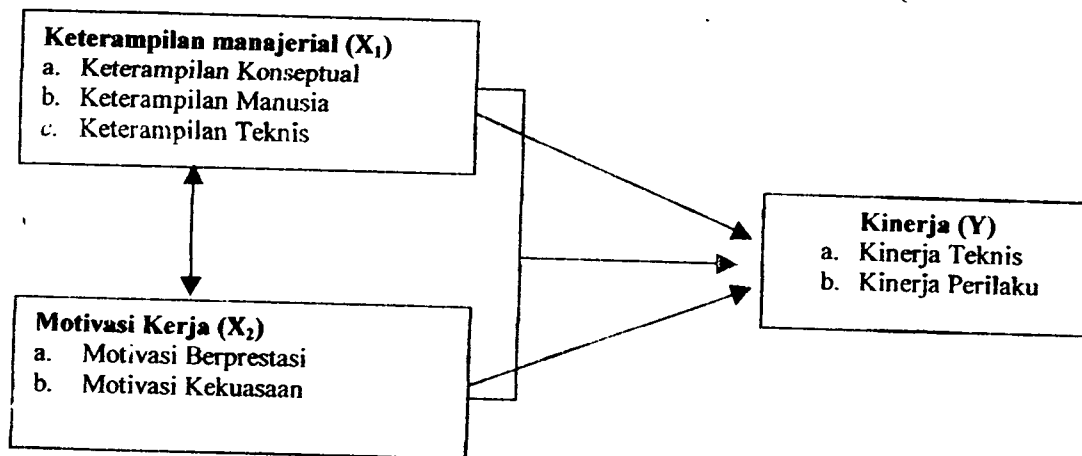 Keterampilan manajerial (X₁)
a. Keterampilan Konseptual
b. Keterampilan Manusia
c. Keterampilan Teknis
Kinerja (Y)
a. Kinerja Teknis
b. Kinerja Perilaku
Motivasi Kerja (X₂)
a. Motivasi Berprestasi
b. Motivasi Kekuasaan